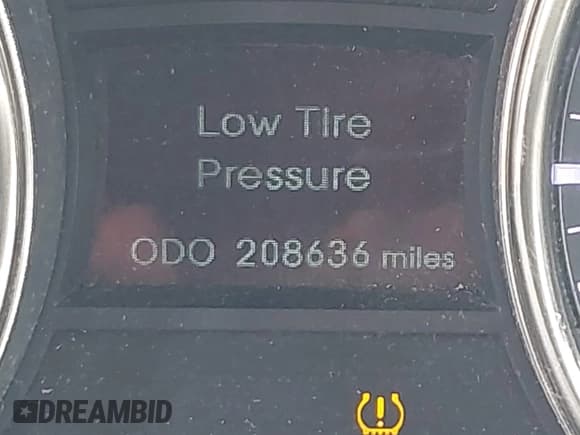 Low Tire
Pressure
ODO 208636 miles
DREAMBID